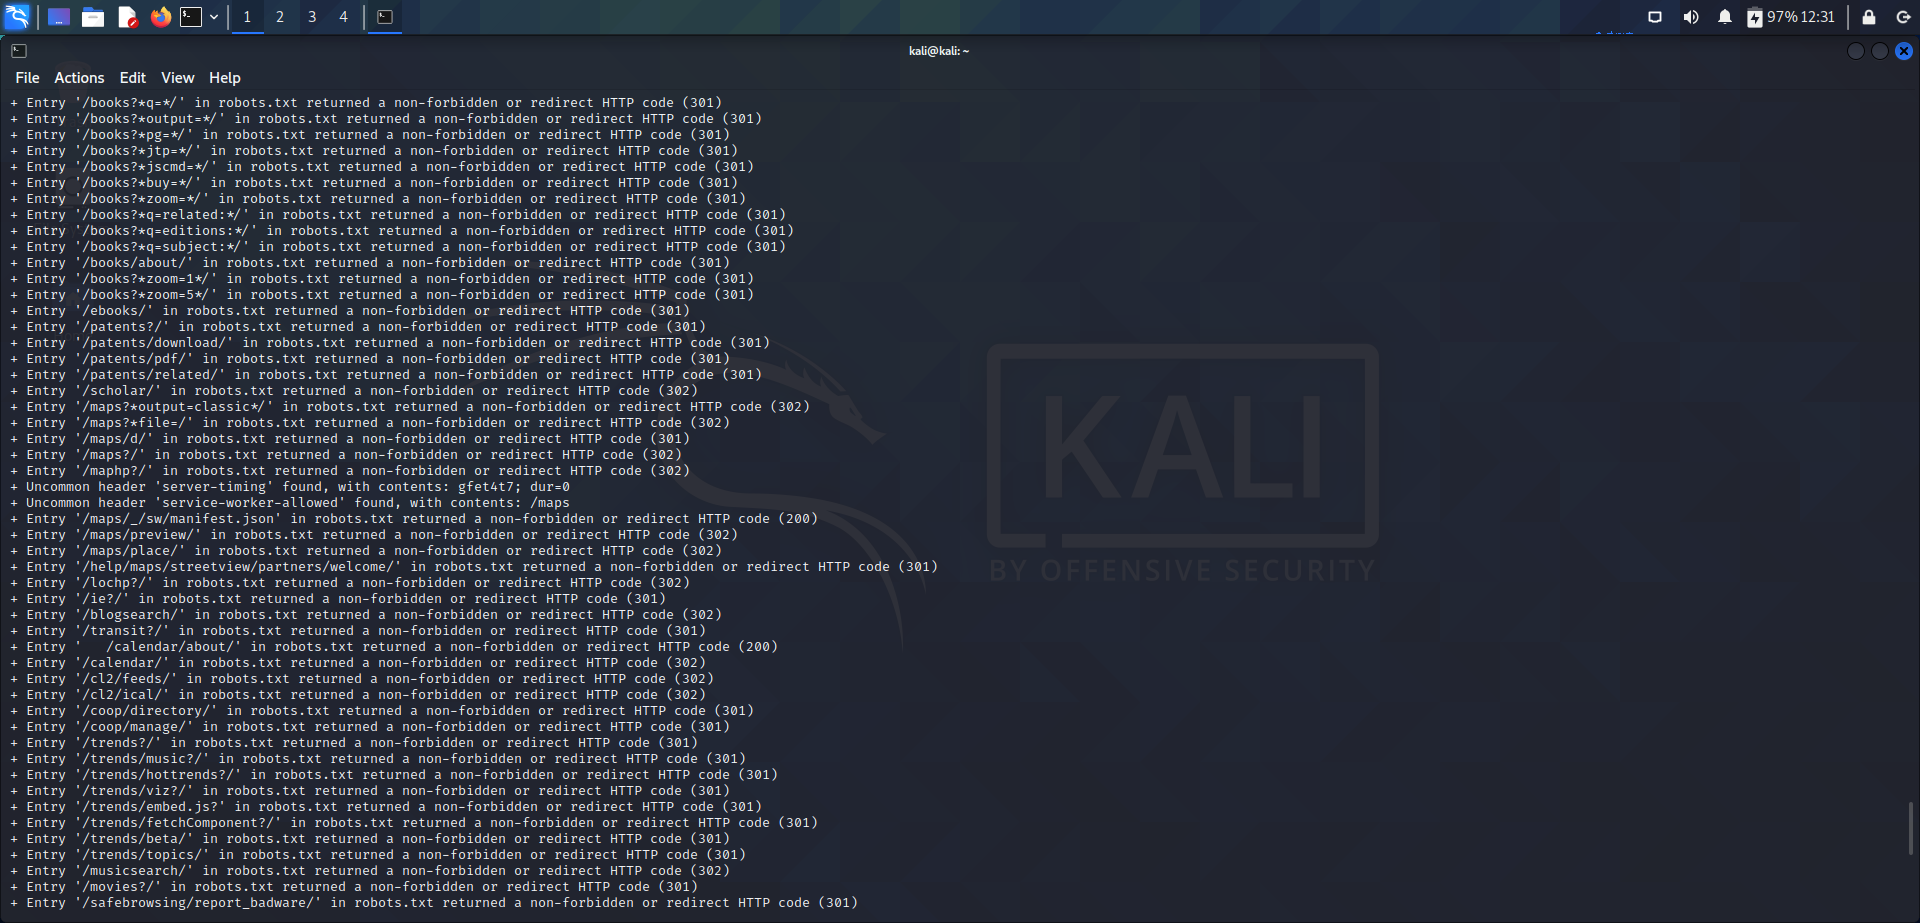 1 2 3 4 97% 12:31
kali@kali: ~
File Actions Edit View Help
+ Entry '/books?*q=*/' in robots.txt returned a non-forbidden or redirect HTTP code (301)
+ Entry '/books?*output=*/' in robots.txt returned a non-forbidden or redirect HTTP code (301)
+ Entry '/books?*pg=*/' in robots.txt returned a non-forbidden or redirect HTTP code (301)
+ Entry '/books?*jtp=*/' in robots.txt returned a non-forbidden or redirect HTTP code (301)
+ Entry '/books?*jscmd=*/' in robots.txt returned a non-forbidden or redirect HTTP code (301)
+ Entry '/books?*buy=*/' in robots.txt returned a non-forbidden or redirect HTTP code (301)
+ Entry '/books?*zoom=*/' in robots.txt returned a non-forbidden or redirect HTTP code (301)
+ Entry '/books?*q=related:*/' in robots.txt returned a non-forbidden or redirect HTTP code (301)
+ Entry '/books?*q=editions:*/' in robots.txt returned a non-forbidden or redirect HTTP code (301)
+ Entry '/books?*q=subject:*/' in robots.txt returned a non-forbidden or redirect HTTP code (301)
+ Entry '/books/about/' in robots.txt returned a non-forbidden or redirect HTTP code (301)
+ Entry '/books?*zoom=1*/' in robots.txt returned a non-forbidden or redirect HTTP code (301)
+ Entry '/books?*zoom=5*/' in robots.txt returned a non-forbidden or redirect HTTP code (301)
+ Entry '/ebooks/' in robots.txt returned a non-forbidden or redirect HTTP code (301)
+ Entry '/patents?/' in robots.txt returned a non-forbidden or redirect HTTP code (301)
+ Entry '/patents/download/' in robots.txt returned a non-forbidden or redirect HTTP code (301)
+ Entry '/patents/pdf/' in robots.txt returned a non-forbidden or redirect HTTP code (301)
+ Entry '/patents/related/' in robots.txt returned a non-forbidden or redirect HTTP code (301)
+ Entry '/scholar/' in robots.txt returned a non-forbidden or redirect HTTP code (302)
+ Entry '/maps?*output=classic*/' in robots.txt returned a non-forbidden or redirect HTTP code (302)
+ Entry '/maps?*file=/' in robots.txt returned a non-forbidden or redirect HTTP code (302)
+ Entry '/maps/d/' in robots.txt returned a non-forbidden or redirect HTTP code (301)
+ Entry '/maps?/' in robots.txt returned a non-forbidden or redirect HTTP code (302)
+ Entry '/maphp?/' in robots.txt returned a non-forbidden or redirect HTTP code (302)
+ Uncommon header 'server-timing' found, with contents: gfet4t7; dur=0
+ Uncommon header 'service-worker-allowed' found, with contents: /maps
+ Entry '/maps/_/sw/manifest.json' in robots.txt returned a non-forbidden or redirect HTTP code (200)
+ Entry '/maps/preview/' in robots.txt returned a non-forbidden or redirect HTTP code (302)
+ Entry '/maps/place/' in robots.txt returned a non-forbidden or redirect HTTP code (302)
+ Entry '/help/maps/streetview/partners/welcome/' in robots.txt returned a non-forbidden or redirect HTTP code (301)
+ Entry '/lochp?/' in robots.txt returned a non-forbidden or redirect HTTP code (302)
+ Entry '/ie?/' in robots.txt returned a non-forbidden or redirect HTTP code (301)
+ Entry '/blogsearch/' in robots.txt returned a non-forbidden or redirect HTTP code (302)
+ Entry '/transit?/' in robots.txt returned a non-forbidden or redirect HTTP code (301)
+ Entry '   /calendar/about/' in robots.txt returned a non-forbidden or redirect HTTP code (200)
+ Entry '/calendar/' in robots.txt returned a non-forbidden or redirect HTTP code (302)
+ Entry '/cl2/feeds/' in robots.txt returned a non-forbidden or redirect HTTP code (302)
+ Entry '/cl2/ical/' in robots.txt returned a non-forbidden or redirect HTTP code (302)
+ Entry '/coop/directory/' in robots.txt returned a non-forbidden or redirect HTTP code (301)
+ Entry '/coop/manage/' in robots.txt returned a non-forbidden or redirect HTTP code (301)
+ Entry '/trends?/' in robots.txt returned a non-forbidden or redirect HTTP code (301)
+ Entry '/trends/music?/' in robots.txt returned a non-forbidden or redirect HTTP code (301)
+ Entry '/trends/hottrends?/' in robots.txt returned a non-forbidden or redirect HTTP code (301)
+ Entry '/trends/viz?/' in robots.txt returned a non-forbidden or redirect HTTP code (301)
+ Entry '/trends/embed.js?' in robots.txt returned a non-forbidden or redirect HTTP code (301)
+ Entry '/trends/fetchComponent?/' in robots.txt returned a non-forbidden or redirect HTTP code (301)
+ Entry '/trends/beta/' in robots.txt returned a non-forbidden or redirect HTTP code (301)
+ Entry '/trends/topics/' in robots.txt returned a non-forbidden or redirect HTTP code (301)
+ Entry '/musicsearch/' in robots.txt returned a non-forbidden or redirect HTTP code (302)
+ Entry '/movies?/' in robots.txt returned a non-forbidden or redirect HTTP code (301)
+ Entry '/safebrowsing/report_badware/' in robots.txt returned a non-forbidden or redirect HTTP code (301)
KALI
BY OFFENSIVE SECURITY